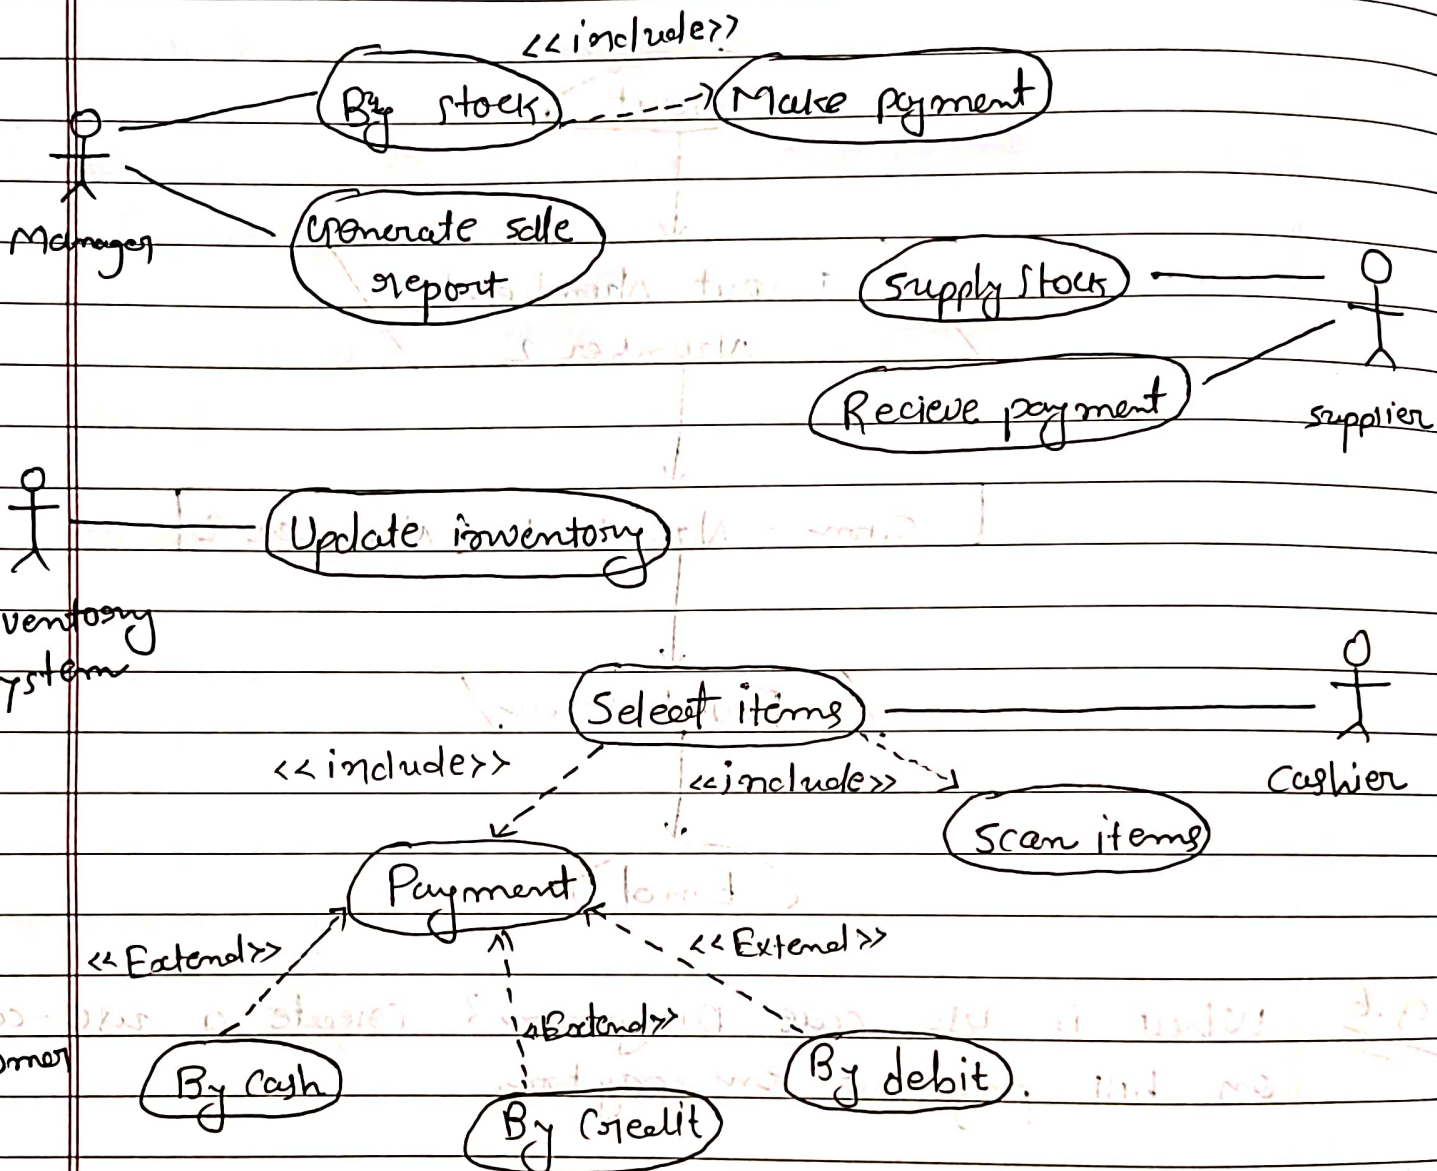 <<include>>
By stock.
Make payment
Manager
Generate sale
report
Supply stock
Recieve payment
supplier
Update inventory
ventory
ystem
Select items
<<include>>
<<include>>
Cashier
Scan items
Payment
<<Extend>>
<<Extend>>
<<Extend>>
omer
By Cash
By debit.
By Credit